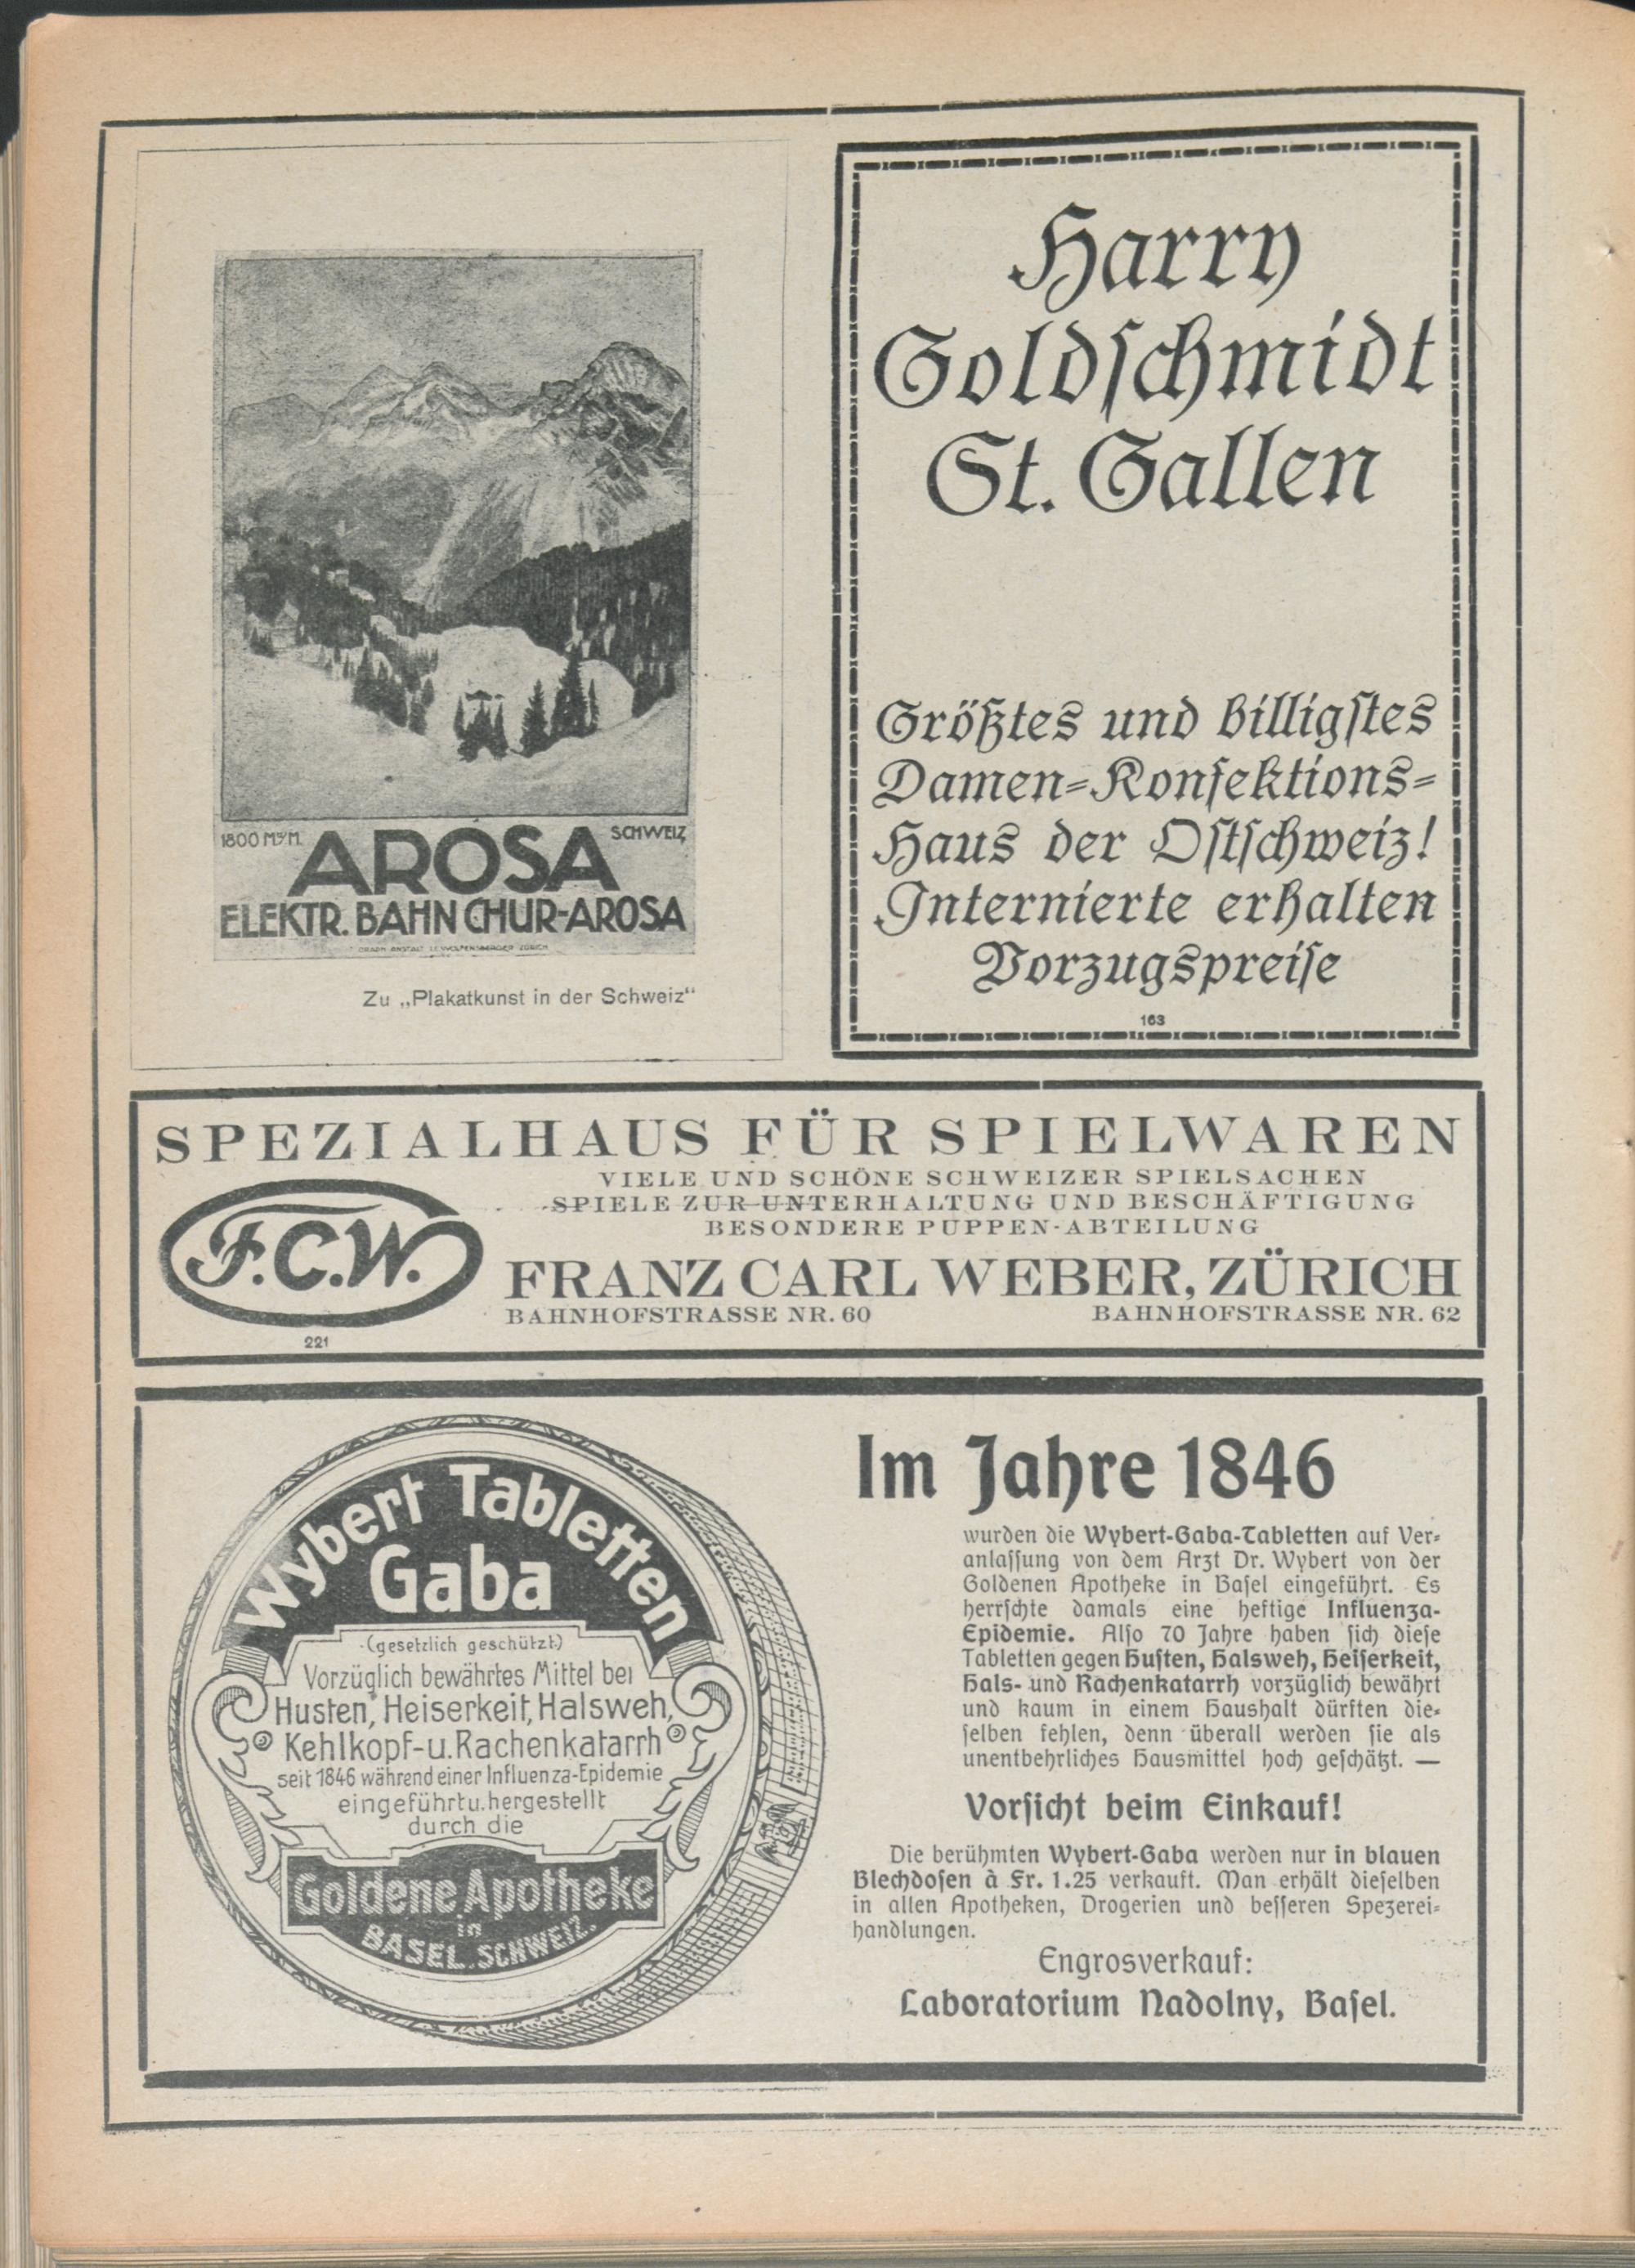 1800 M.ü.M.
AROSA
SCHWEIZ
ELEKTR. BAHN CHUR-AROSA
GRAPH. ANSTALT J.E. WOLFENSBERGER ZÜRICH
Zu „Plakatkunst in der Schweiz“
Harry
Goldſchmidt
St. Gallen
Größtes und billigſtes
Damen-Konfektions-
Haus der Oſtſchweiz!
Internierte erhalten
Vorzugspreiſe
163
SPEZIALHAUS FÜR SPIELWAREN
VIELE UND SCHÖNE SCHWEIZER SPIELSACHEN
SPIELE ZUR UNTERHALTUNG UND BESCHÄFTIGUNG
BESONDERE PUPPEN-ABTEILUNG
F.C.W.
FRANZ CARL WEBER, ZÜRICH
BAHNHOFSTRASSE NR. 60 BAHNHOFSTRASSE NR. 62
221
Wybert Tabletten
Gaba
(gesetzlich geschützt)
Vorzüglich bewährtes Mittel bei
Husten, Heiserkeit, Halsweh,
Kehlkopf-u. Rachenkatarrh
seit 1846 während einer Influenza-Epidemie
eingeführt u. hergestellt
durch die
Goldene Apotheke
in
BASEL. SCHWEIZ.
Im Jahre 1846
wurden die Wybert-Gaba-Tabletten auf Ver-
anlaſſung von dem Arzt Dr. Wybert von der
Goldenen Apotheke in Baſel eingeführt. Es
herrſchte damals eine heftige Influenza-
Epidemie. Alſo 70 Jahre haben ſich dieſe
Tabletten gegen Huſten, Halsweh, Heiſerkeit,
Hals- und Rachenkatarrh vorzüglich bewährt
und kaum in einem Haushalt dürften die-
ſelben fehlen, denn überall werden ſie als
unentbehrliches Hausmittel hoch geſchätzt. —
Vorſicht beim Einkauf!
Die berühmten Wybert-Gaba werden nur in blauen
Blechdoſen à Fr. 1.25 verkauft. Man erhält dieſelben
in allen Apotheken, Drogerien und beſſeren Spezerei-
handlungen.
Engrosverkauf:
Laboratorium Nadolny, Baſel.